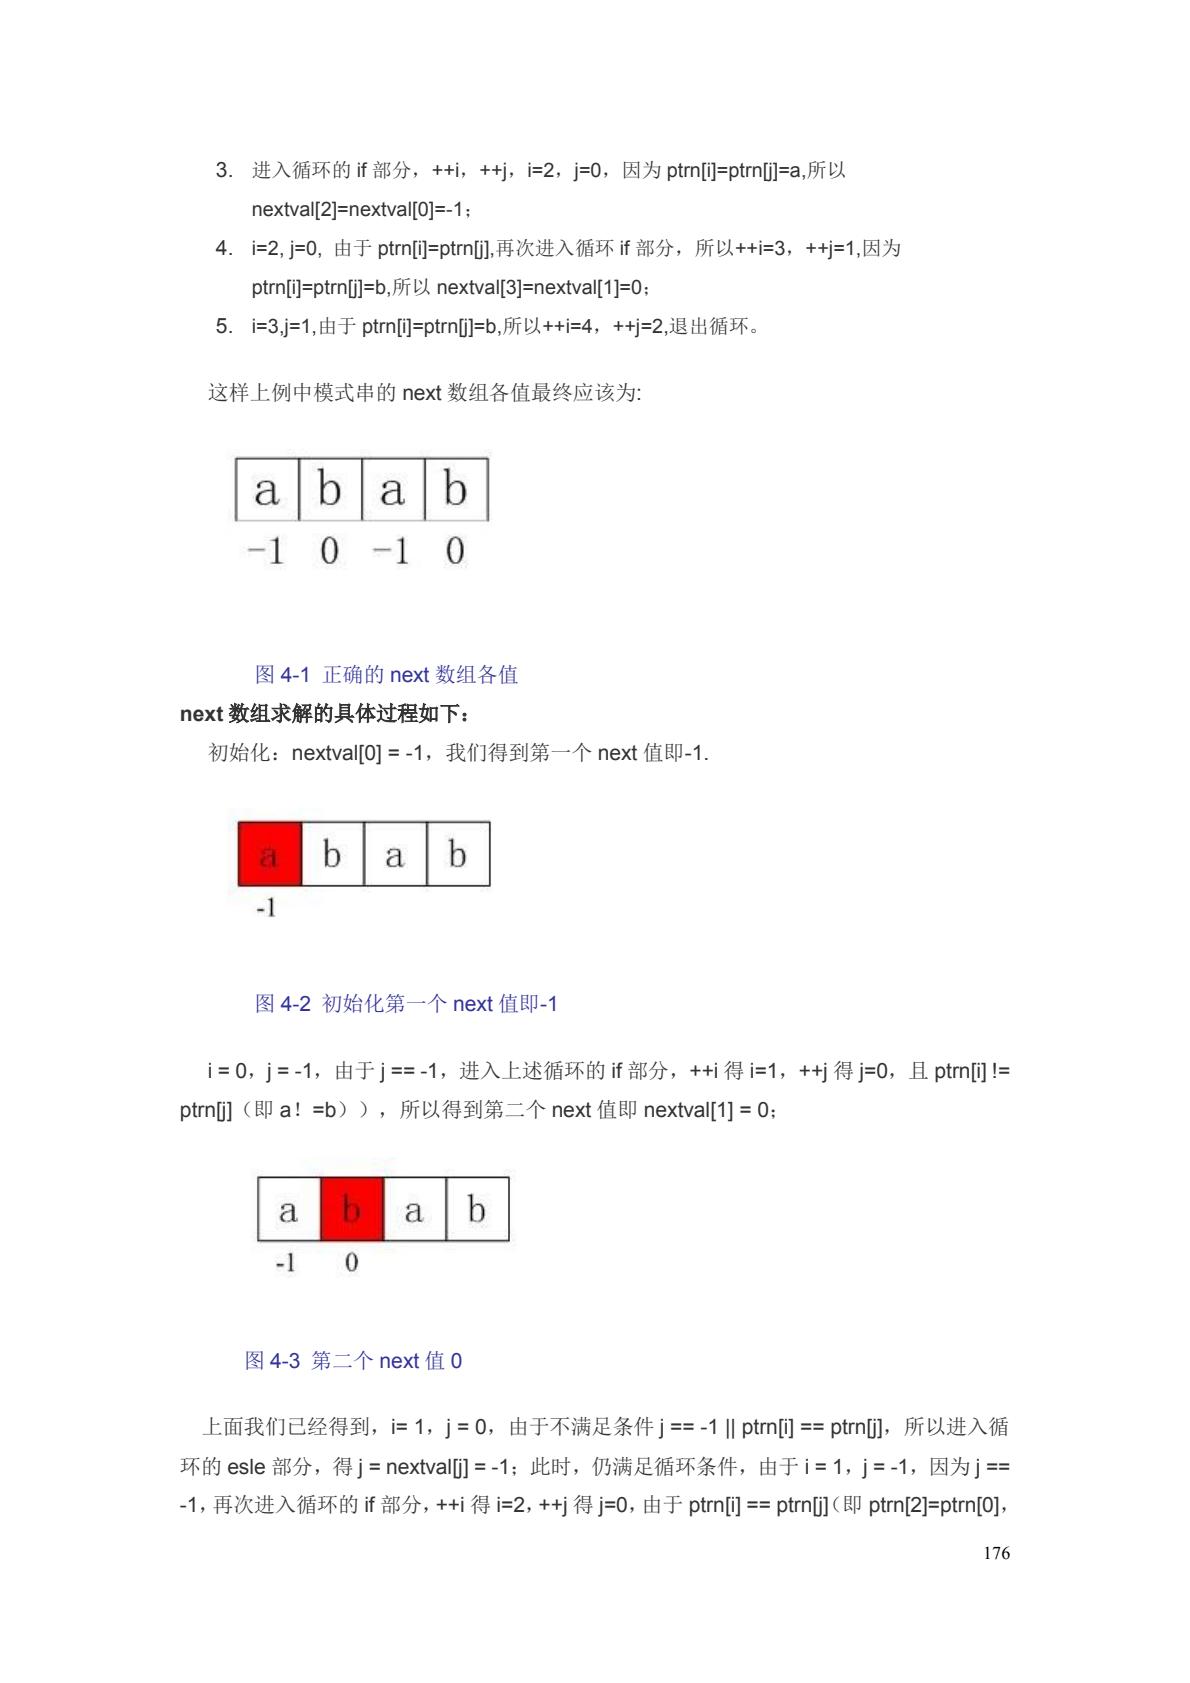 3. 进入循环的 if 部分，++i，++j，i=2，j=0，因为 ptrn[i]=ptrn[j]=a,所以
nextval[2]=nextval[0]=-1；
4. i=2, j=0, 由于 ptrn[i]=ptrn[j],再次进入循环 if 部分，所以++i=3，++j=1,因为
ptrn[i]=ptrn[j]=b,所以 nextval[3]=nextval[1]=0；
5. i=3,j=1,由于 ptrn[i]=ptrn[j]=b,所以++i=4，++j=2,退出循环。
这样上例中模式串的 next 数组各值最终应该为:
a b a b
-1 0 -1 0
图 4-1 正确的 next 数组各值
next 数组求解的具体过程如下：
初始化：nextval[0] = -1，我们得到第一个 next 值即-1.
a b a b
-1
图 4-2 初始化第一个 next 值即-1
i = 0，j = -1，由于 j == -1，进入上述循环的 if 部分，++i 得 i=1，++j 得 j=0，且 ptrn[i] !=
ptrn[j]（即 a！=b）），所以得到第二个 next 值即 nextval[1] = 0；
a b a b
-1 0
图 4-3 第二个 next 值 0
上面我们已经得到，i= 1，j = 0，由于不满足条件 j == -1 || ptrn[i] == ptrn[j]，所以进入循
环的 esle 部分，得 j = nextval[j] = -1；此时，仍满足循环条件，由于 i = 1，j = -1，因为 j ==
-1，再次进入循环的 if 部分，++i 得 i=2，++j 得 j=0，由于 ptrn[i] == ptrn[j]（即 ptrn[2]=ptrn[0]，
176